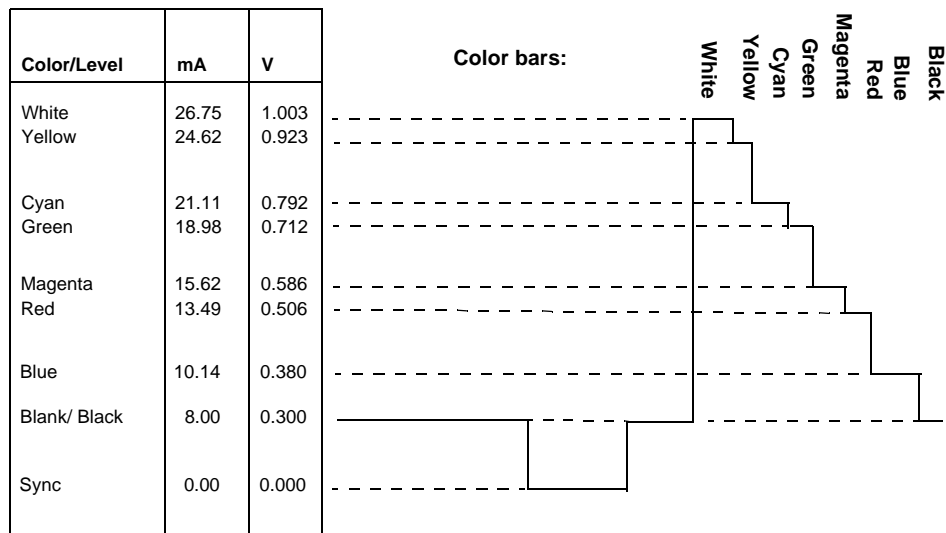 Color/Level mA V
Color bars:
White
Yellow
Cyan
Green
Magenta
Red
Blue
Black
White 26.75 1.003
Yellow 24.62 0.923
Cyan 21.11 0.792
Green 18.98 0.712
Magenta 15.62 0.586
Red 13.49 0.506
Blue 10.14 0.380
Blank/ Black 8.00 0.300
Sync 0.00 0.000